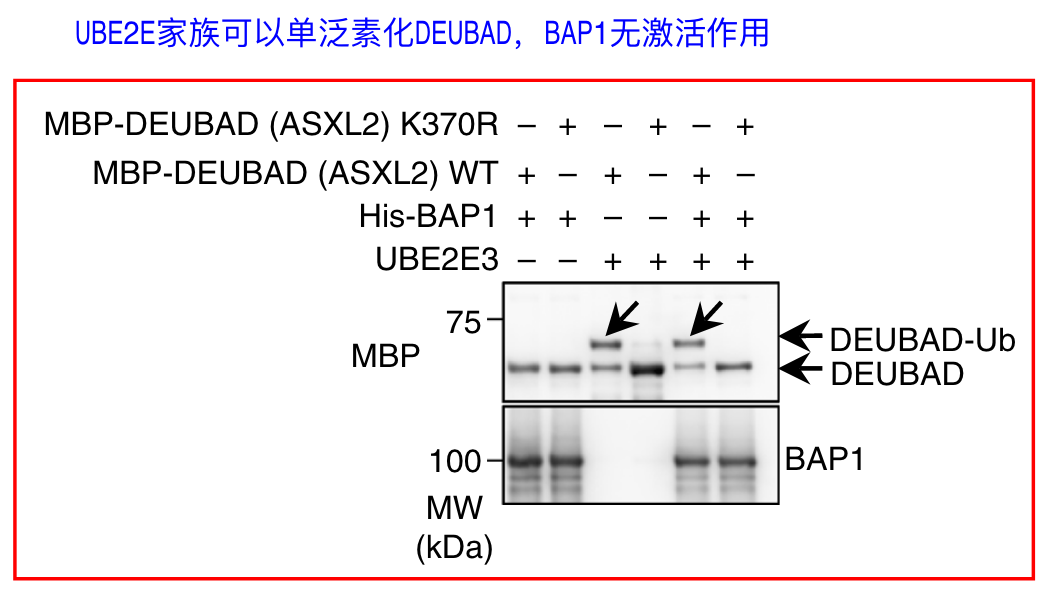 UBE2E家族可以单泛素化DEUBAD，BAP1无激活作用
MBP-DEUBAD (ASXL2) K370R − + − + − +
MBP-DEUBAD (ASXL2) WT + − + − + −
His-BAP1 + + − − + +
UBE2E3 − − + + + +
75
MBP
DEUBAD-Ub
DEUBAD
100
BAP1
MW
(kDa)